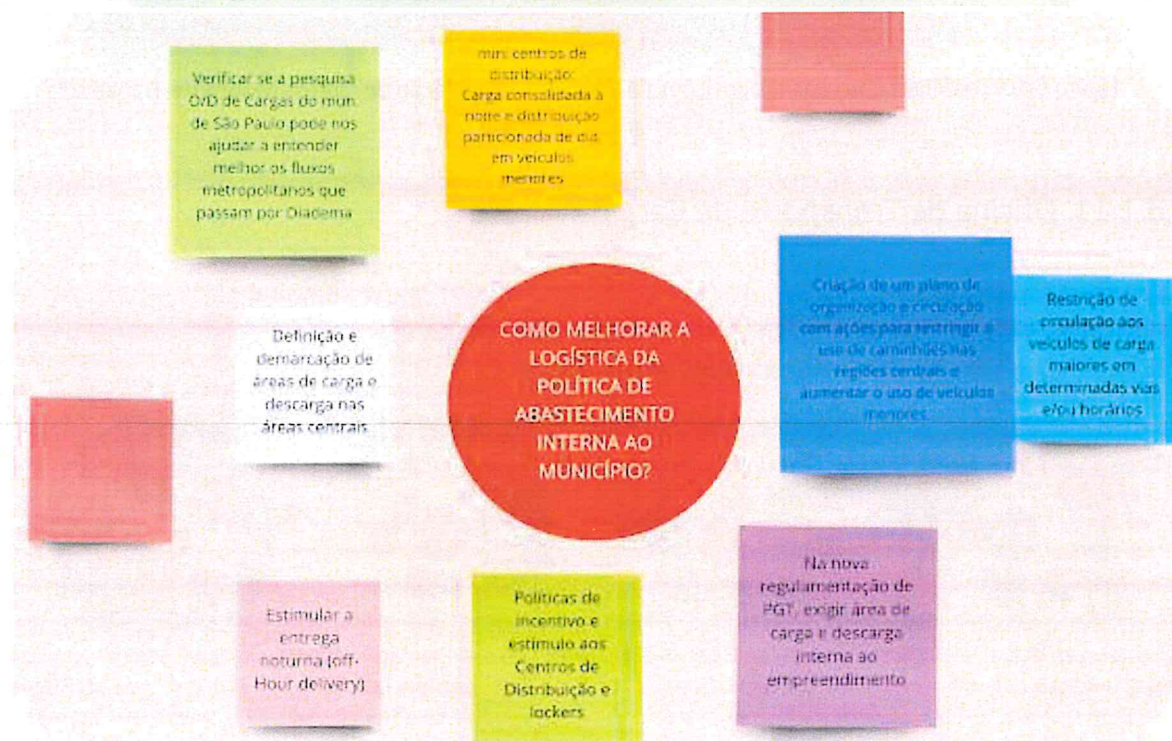 Verificar se a pesquisa
O/D de Cargas do mun.
de São Paulo pode nos
ajudar a entender
melhor os fluxos
metropolitanos que
passam por Diadema
mini centros de
distribuição:
Carga consolidada à
noite e distribuição
particionada de dia,
em veículos
menores
Definição e
demarcação de
áreas de carga e
descarga nas
áreas centrais
COMO MELHORAR A
LOGÍSTICA DA
POLÍTICA DE
ABASTECIMENTO
INTERNA AO
MUNICÍPIO?
Criação de um plano de
organização e circulação
com ações para restringir o
uso de caminhões nas
regiões centrais e
aumentar o uso de veículos
menores
Restrição de
circulação aos
veículos de carga
maiores em
determinadas vias
e/ou horários
Estimular a
entrega
noturna (off-
Hour delivery)
Políticas de
incentivo e
estímulo aos
Centros de
Distribuição e
lockers
Na nova
regulamentação de
PGT, exigir área de
carga e descarga
interna ao
empreendimento